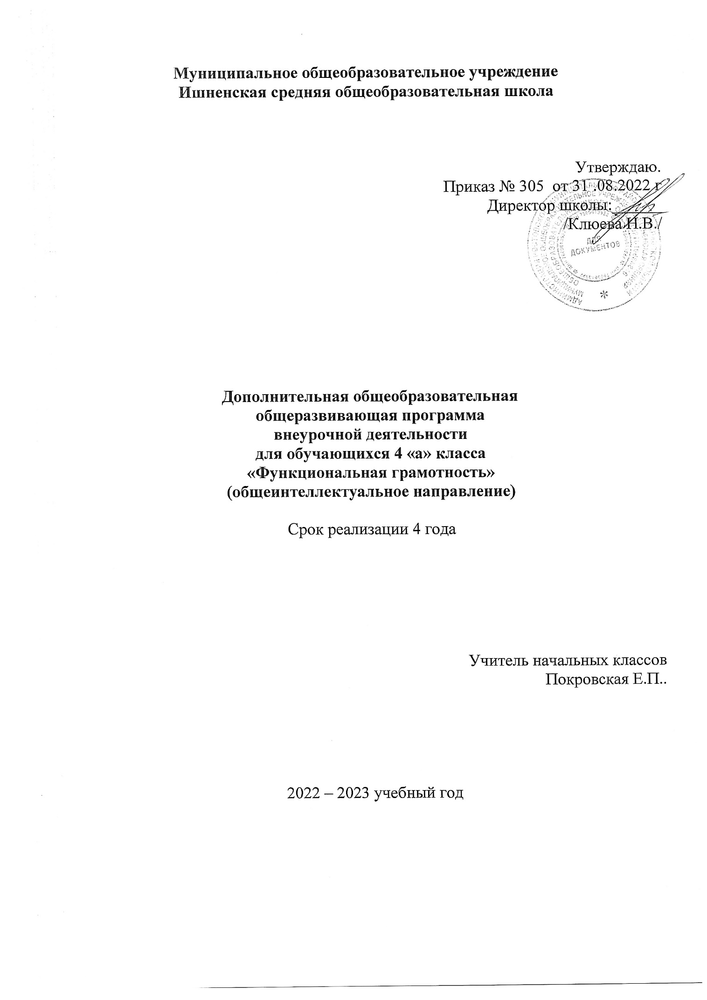 Муниципальное общеобразовательное учреждение
Ишненская средняя общеобразовательная школа
Утверждаю.
Приказ № 305 от 31 .08.2022 г
Директор школы:
/Клюева Н.В./
ДЛЯ
ДОКУМЕНТОВ
Дополнительная общеобразовательная
общеразвивающая программа
внеурочной деятельности
для обучающихся 4 «а» класса
«Функциональная грамотность»
(общеинтеллектуальное направление)
Срок реализации 4 года
Учитель начальных классов
Покровская Е.П..
2022 – 2023 учебный год